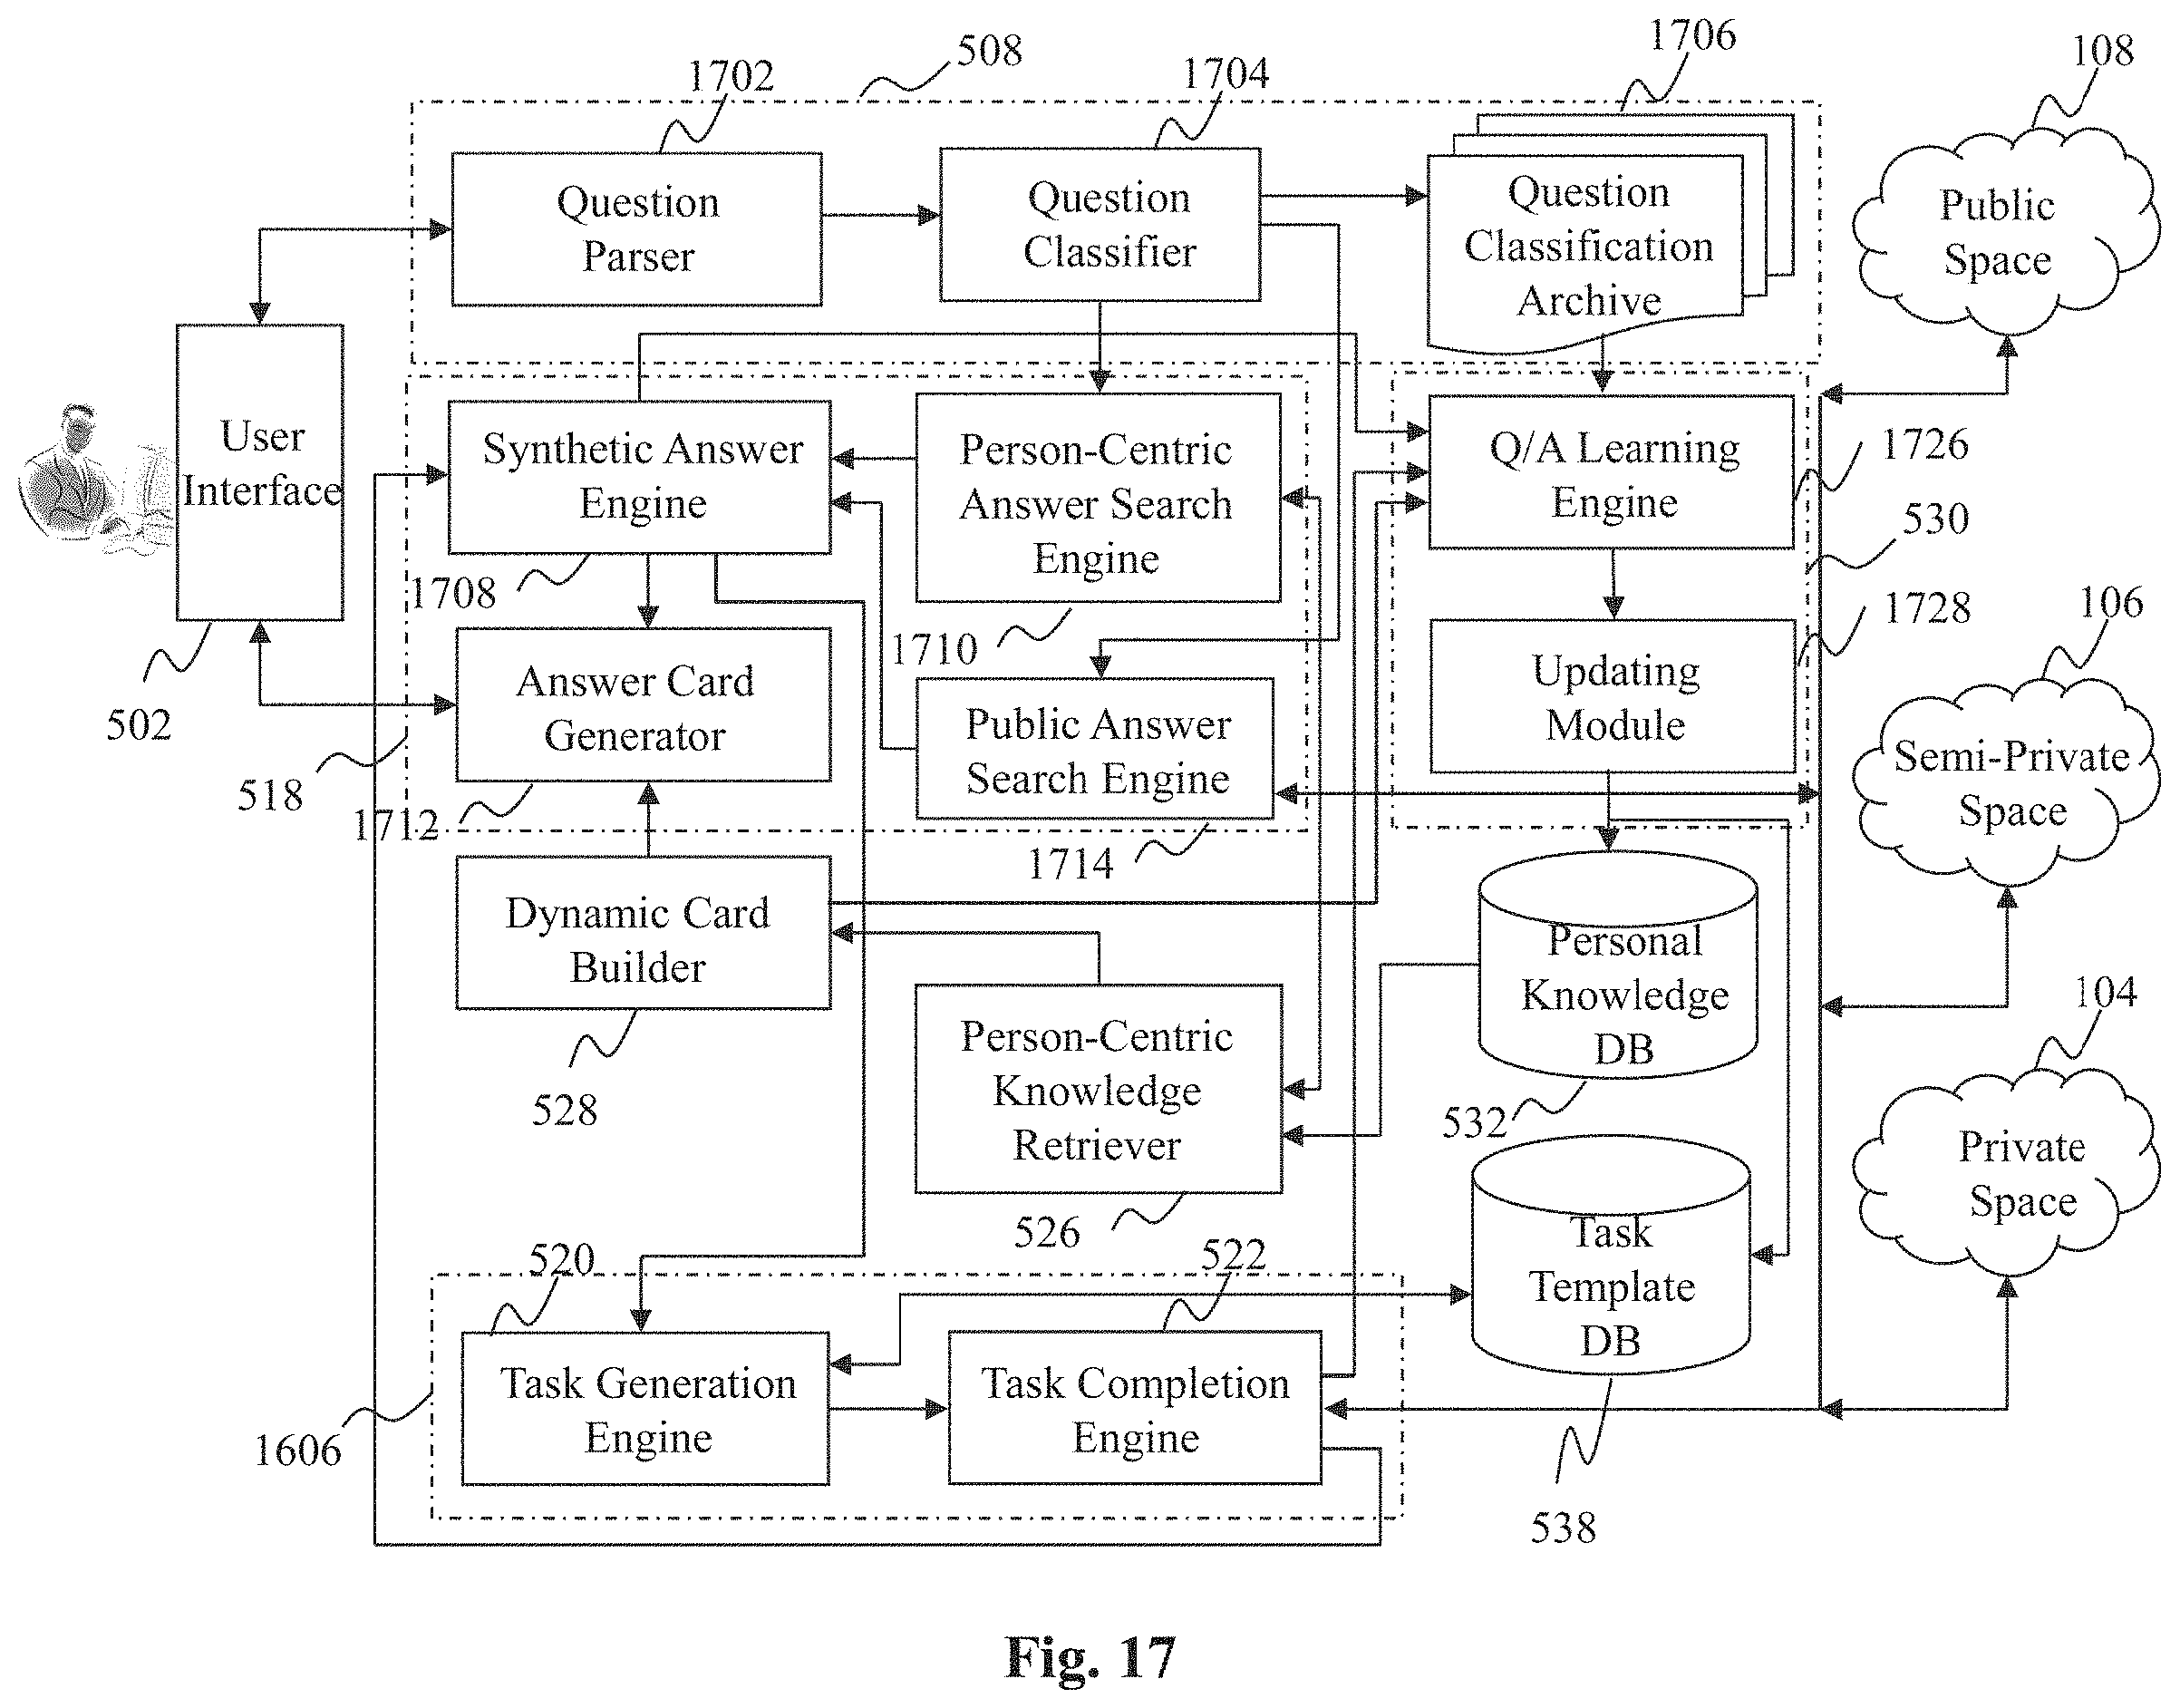 508
1706
108
1702
1704
Question
Parser
Question
Classifier
Question
Classification
Archive
Public
Space
User
Interface
Synthetic Answer
Engine
Person-Centric
Answer Search
Engine
Q/A Learning
Engine
1726
530
1708
1710
1728
106
502
Answer Card
Generator
Public Answer
Search Engine
Updating
Module
Semi-Private
Space
518
1712
1714
Dynamic Card
Builder
Personal
Knowledge
DB
104
528
Person-Centric
Knowledge
Retriever
532
Private
Space
526
520
522
Task
Template
DB
Task Generation
Engine
Task Completion
Engine
1606
538
Fig. 17